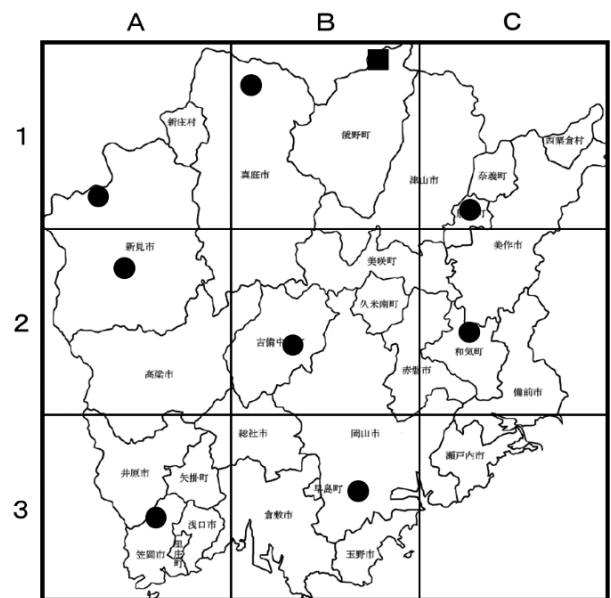 A B C
1
新庄村
鏡野町
西粟倉村
真庭市
津山市
奈義町
新見市
美作市
美咲町
2
久米南町
吉備中
和気町
高梁市
赤磐市
備前市
総社市
岡山市
瀬戸内市
井原市
矢掛町
3
早島町
倉敷市
浅口市
笠岡市
里庄町
玉野市